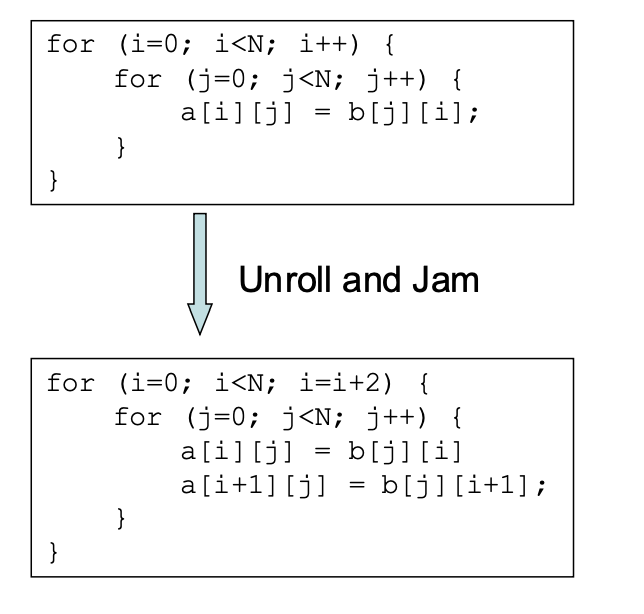 for (i=0; i<N; i++) {
    for (j=0; j<N; j++) {
        a[i][j] = b[j][i];
    }
}
Unroll and Jam
for (i=0; i<N; i=i+2) {
    for (j=0; j<N; j++) {
        a[i][j] = b[j][i]
        a[i+1][j] = b[j][i+1];
    }
}